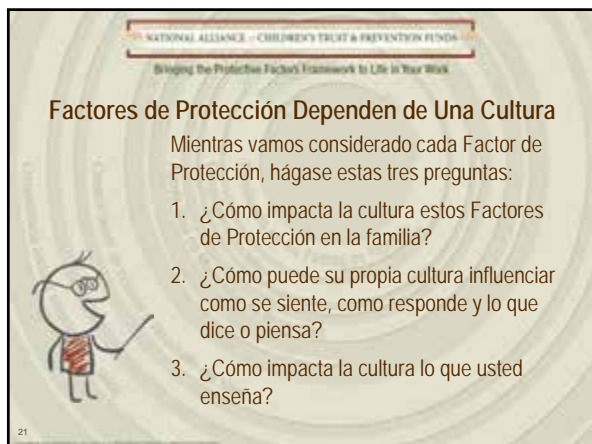 NATIONAL ALLIANCE of CHILDREN'S TRUST & PREVENTION FUNDS
Bringing the Protective Factors Framework to Life in Your Work
Factores de Protección Dependen de Una Cultura
Mientras vamos considerado cada Factor de
Protección, hágase estas tres preguntas:
1. ¿Cómo impacta la cultura estos Factores
de Protección en la familia?
2. ¿Cómo puede su propia cultura influenciar
como se siente, como responde y lo que
dice o piensa?
3. ¿Cómo impacta la cultura lo que usted
enseña?
21